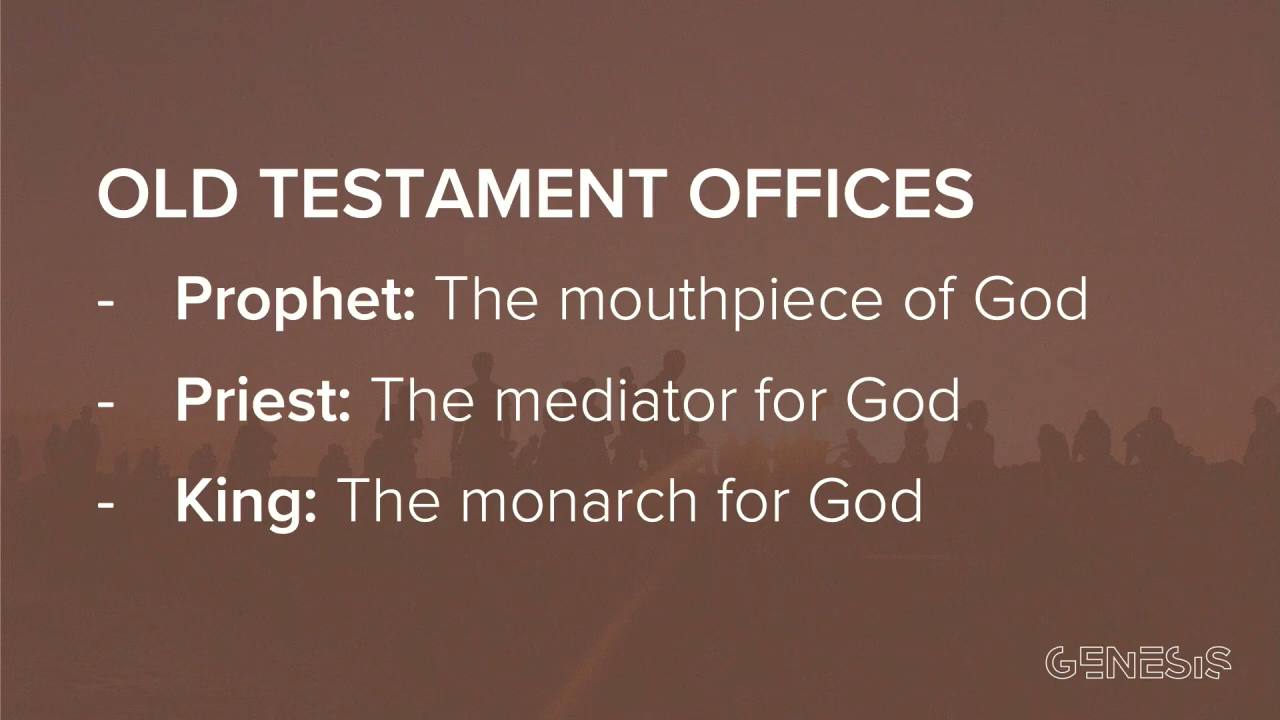 OLD TESTAMENT OFFICES
- Prophet: The mouthpiece of God
- Priest: The mediator for God
- King: The monarch for God
GENESIS